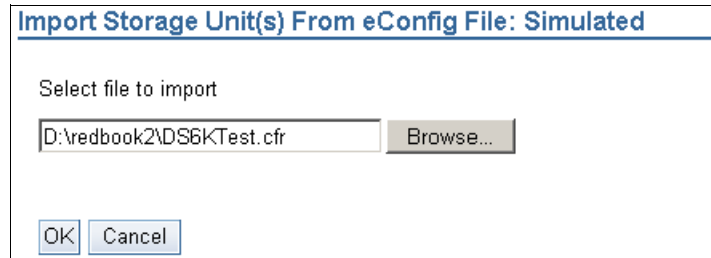 Import Storage Unit(s) From eConfig File: Simulated
Select file to import
D:\redbook2\DS6KTest.cfr Browse...
OK Cancel